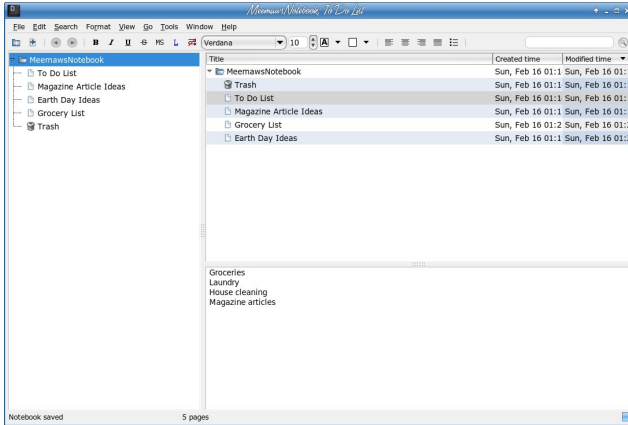 MeemawsNotebook, To Do List
File Edit Search Format View Go Tools Window Help
B I U S MS L Verdana 10 A
MeemawsNotebook
To Do List
Magazine Article Ideas
Earth Day Ideas
Grocery List
Trash
Title Created time Modified time
MeemawsNotebook Sun, Feb 16 01:1 Sun, Feb 16 01:
Trash Sun, Feb 16 01:1 Sun, Feb 16 01:
To Do List Sun, Feb 16 01:1 Sun, Feb 16 01:
Magazine Article Ideas Sun, Feb 16 01:1 Sun, Feb 16 01:
Grocery List Sun, Feb 16 01:2 Sun, Feb 16 01:
Earth Day Ideas Sun, Feb 16 01:1 Sun, Feb 16 01:
Groceries
Laundry
House cleaning
Magazine articles
Notebook saved 5 pages